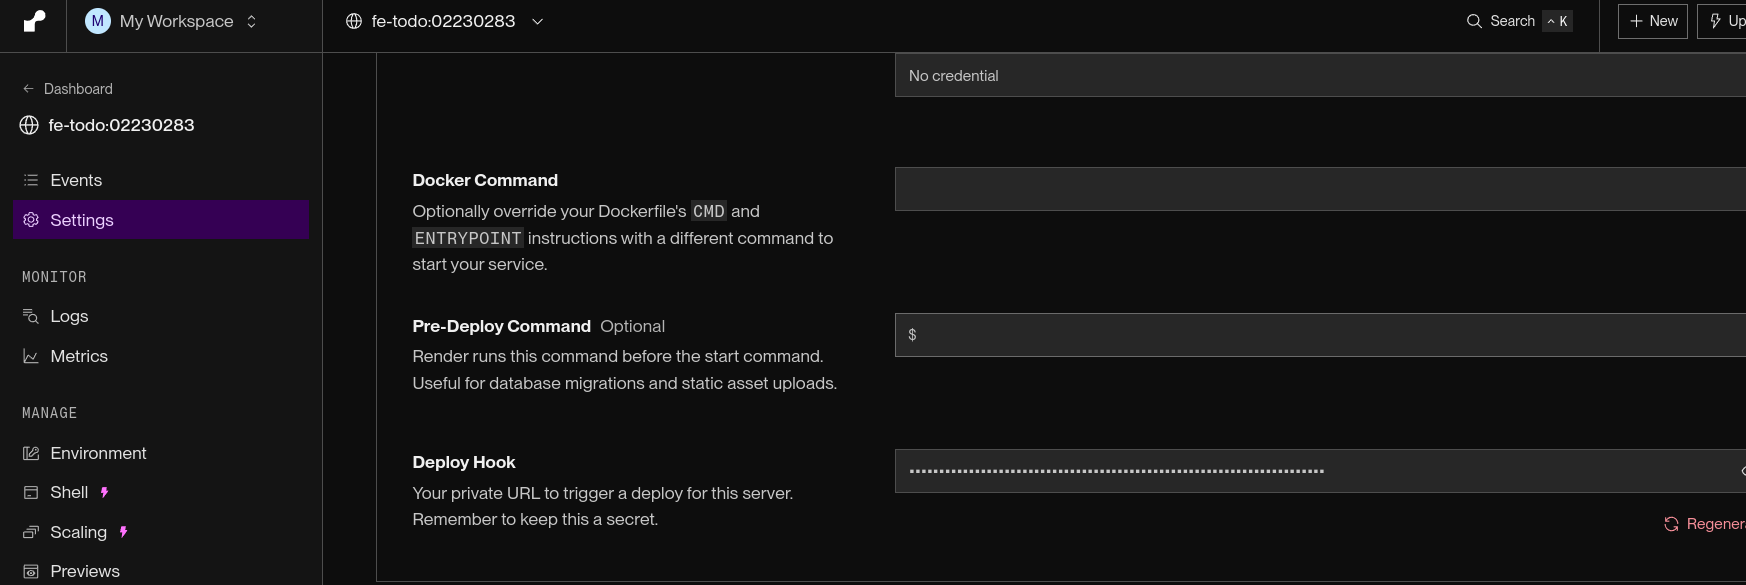 My Workspace
M
fe-todo:02230283
Search
K
New
Up
Dashboard
fe-todo:02230283
Events
Settings
MONITOR
Logs
Metrics
MANAGE
Environment
Shell
Scaling
Previews
No credential
Docker Command
Optionally override your Dockerfile's CMD and
ENTRYPOINT instructions with a different command to
start your service.
Pre-Deploy Command Optional
Render runs this command before the start command.
Useful for database migrations and static asset uploads.
$
Deploy Hook
Your private URL to trigger a deploy for this server.
Remember to keep this a secret.
Regenera